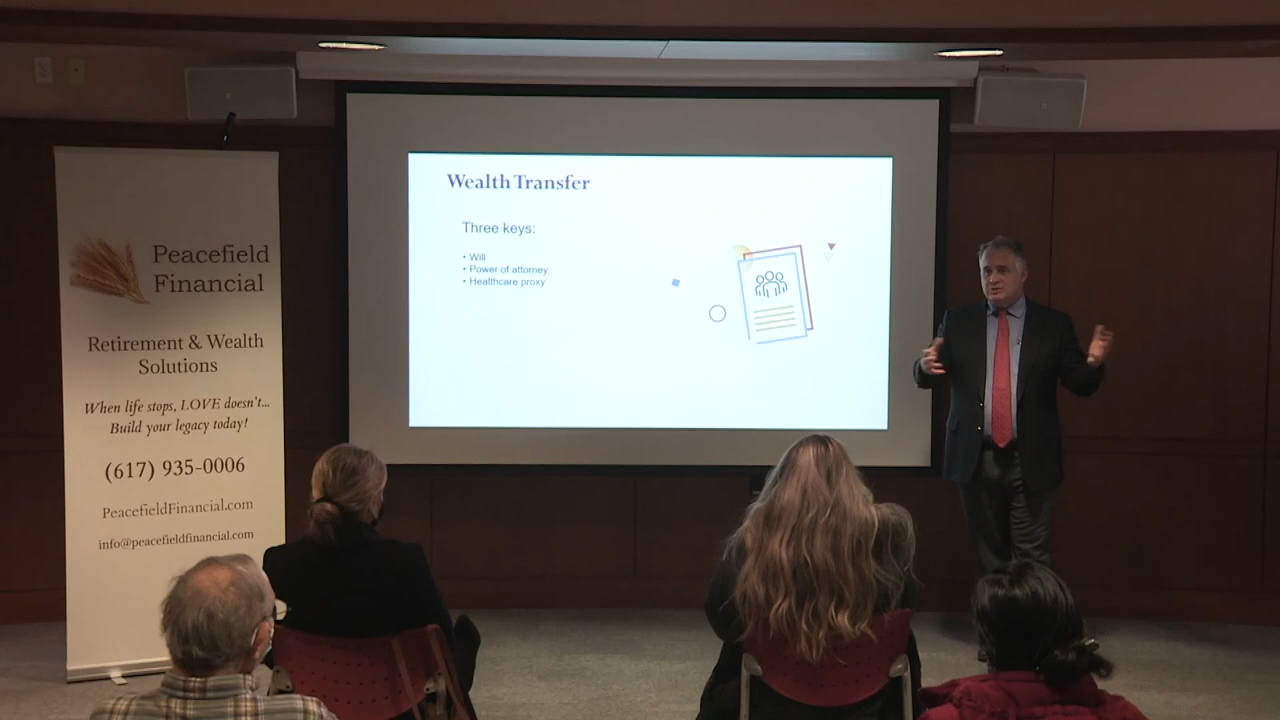 Peacefield
Financial
Retirement & Wealth
Solutions
When life stops, LOVE doesn't...
Build your legacy today!
(617) 935-0006
PeacefieldFinancial.com
info@peacefieldfinancial.com
Wealth Transfer
Three keys:
• Will
• Power of attorney
• Healthcare proxy